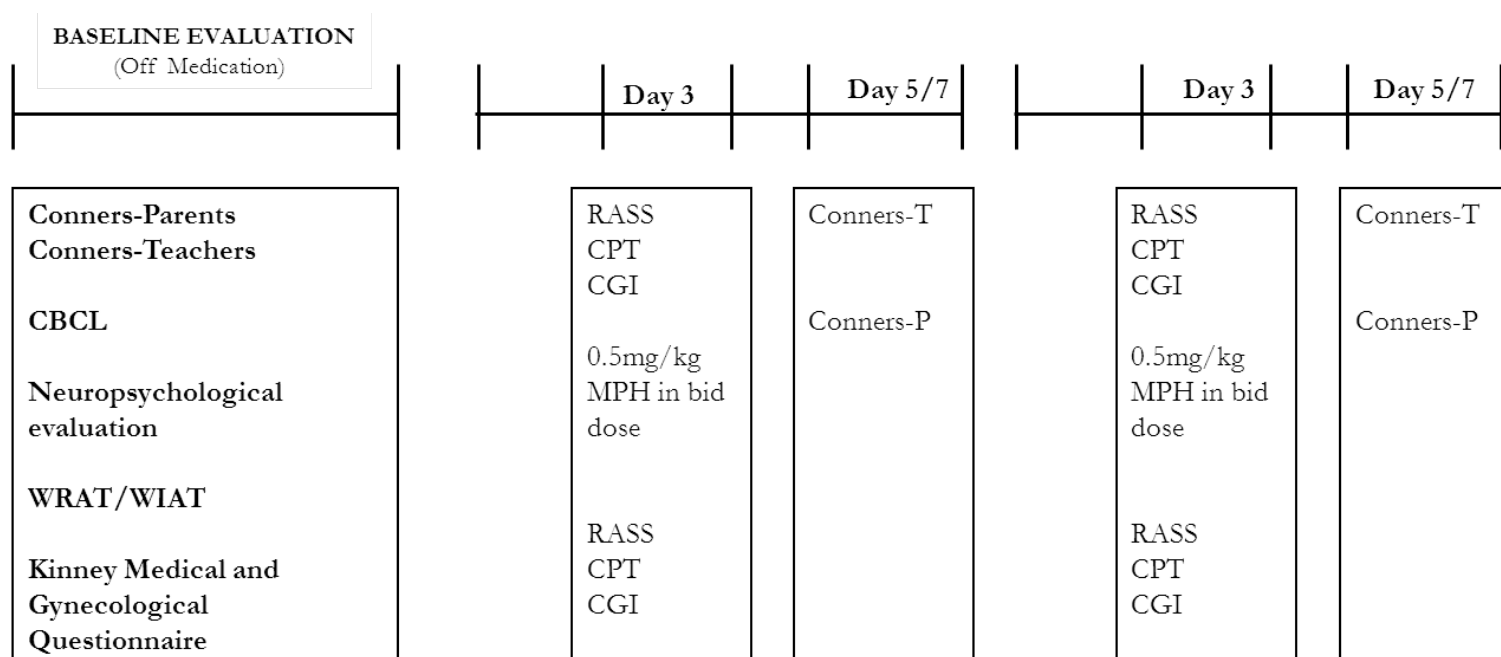 BASELINE EVALUATION
(Off Medication)
Day 3
Day 5/7
Day 3
Day 5/7
Conners-Parents
Conners-Teachers
CBCL
Neuropsychological
evaluation
WRAT/WIAT
Kinney Medical and
Gynecological
Questionnaire
RASS
CPT
CGI
0.5mg/kg
MPH in bid
dose
RASS
CPT
CGI
Conners-T
Conners-P
RASS
CPT
CGI
0.5mg/kg
MPH in bid
dose
RASS
CPT
CGI
Conners-T
Conners-P